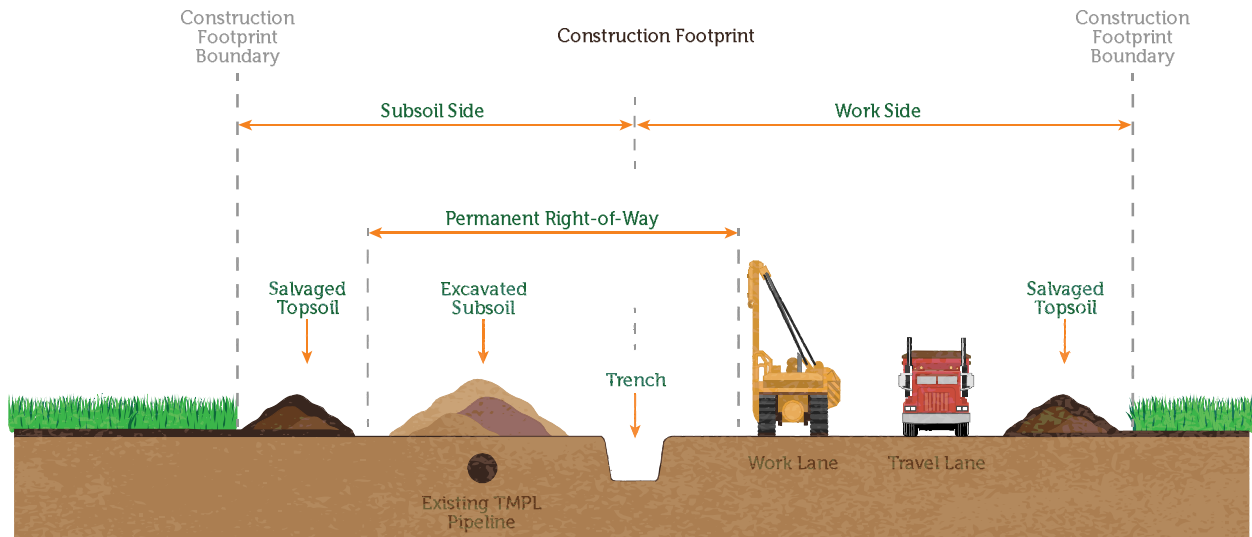 Construction
Footprint
Boundary
Construction Footprint
Construction
Footprint
Boundary
Subsoil Side
Work Side
Permanent Right-of-Way
Salvaged
Topsoil
Excavated
Subsoil
Salvaged
Topsoil
Trench
Work Lane
Travel Lane
Existing TMPL
Pipeline